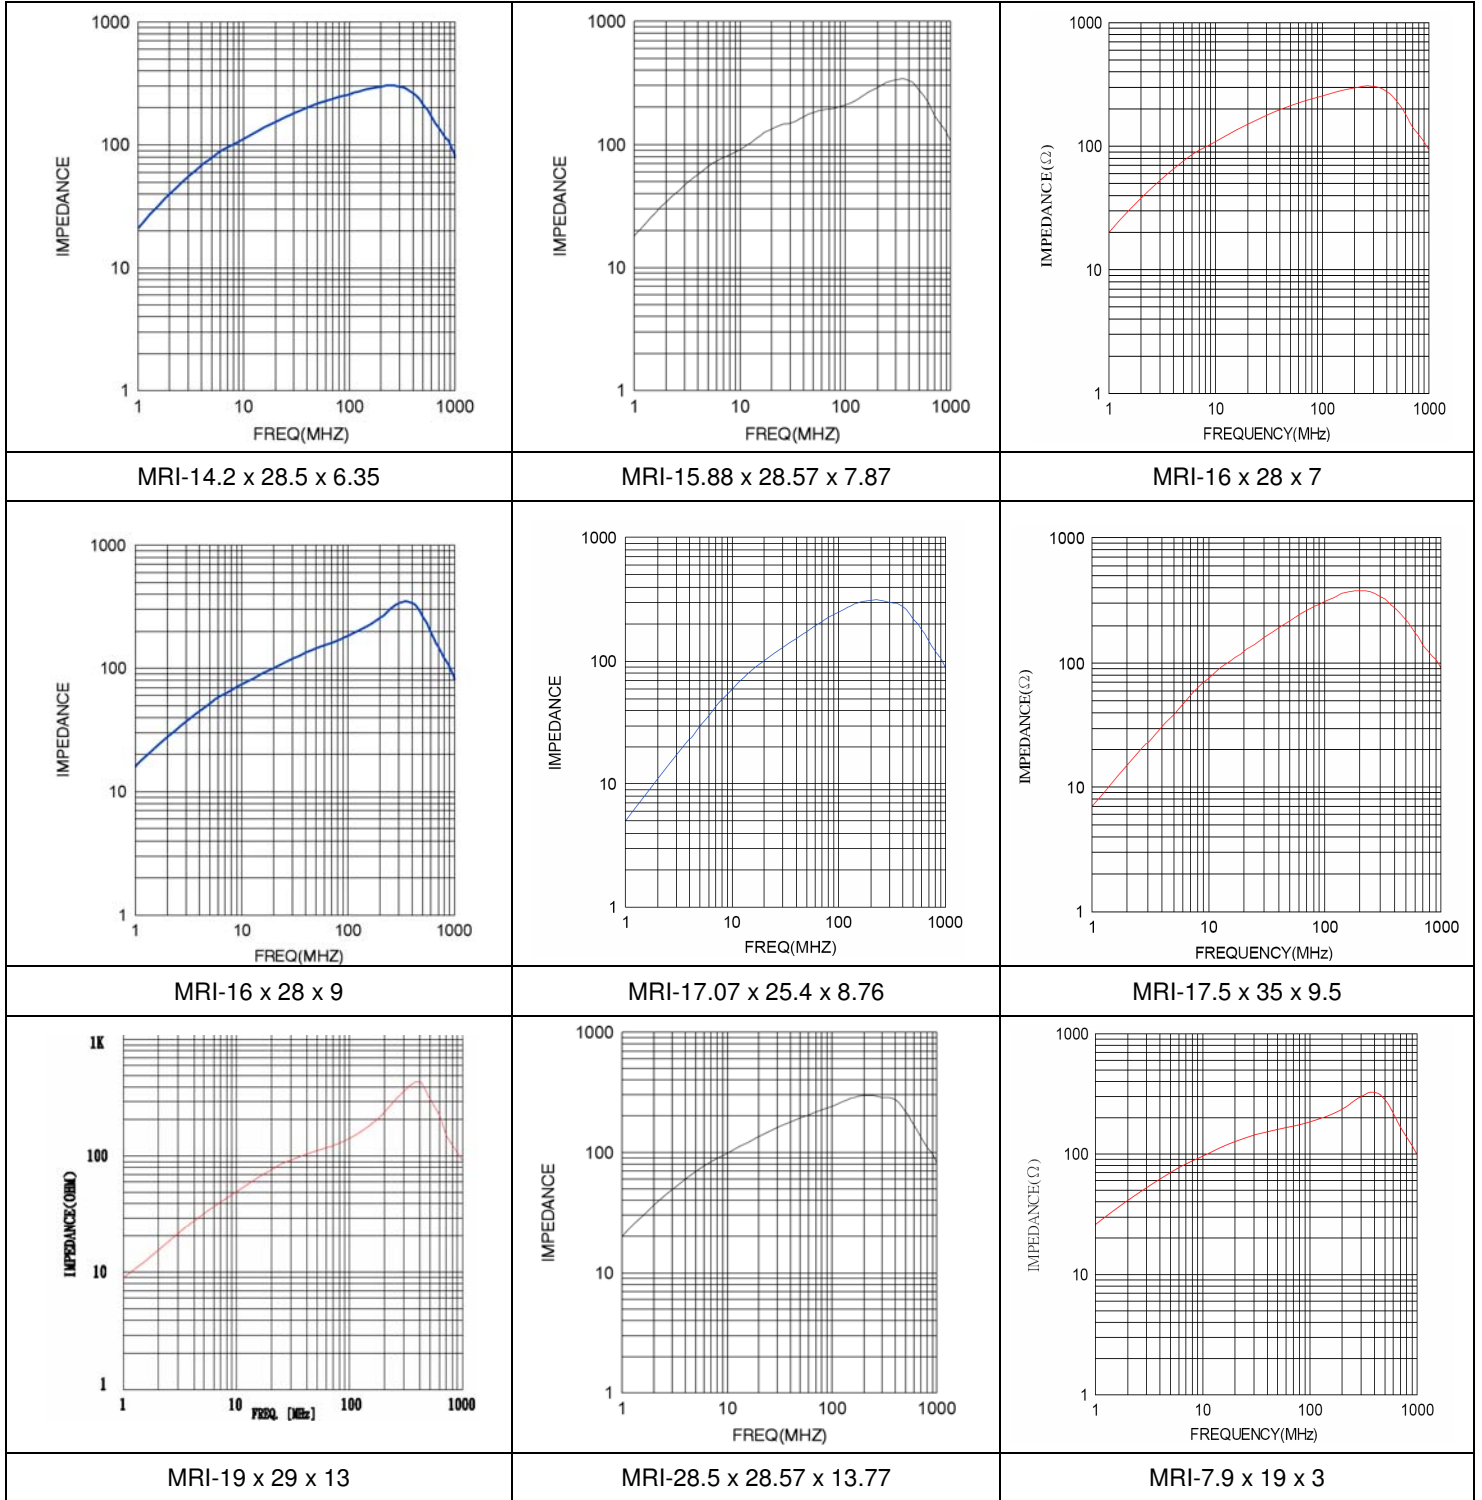 1000
100
10
1
1 10 100 1000
IMPEDANCE
FREQ(MHZ)
MRI-14.2 x 28.5 x 6.35
1000
100
10
1
1 10 100 1000
IMPEDANCE
FREQ(MHZ)
MRI-15.88 x 28.57 x 7.87
1000
100
10
1
1 10 100 1000
IMPEDANCE(Ω)
FREQUENCY(MHz)
MRI-16 x 28 x 7
1000
100
10
1
1 10 100 1000
IMPEDANCE
FREQ(MHZ)
MRI-16 x 28 x 9
1000
100
10
1
1 10 100 1000
IMPEDANCE
FREQ(MHZ)
MRI-17.07 x 25.4 x 8.76
1000
100
10
1
1 10 100 1000
IMPEDANCE(Ω)
FREQUENCY(MHz)
MRI-17.5 x 35 x 9.5
1K
100
10
1
1 10 100 1000
IMPEDANCE(OHM)
FREQ. [MHz]
MRI-19 x 29 x 13
1000
100
10
1
1 10 100 1000
IMPEDANCE
FREQ(MHZ)
MRI-28.5 x 28.57 x 13.77
1000
100
10
1
1 10 100 1000
IMPEDANCE(Ω)
FREQUENCY(MHz)
MRI-7.9 x 19 x 3